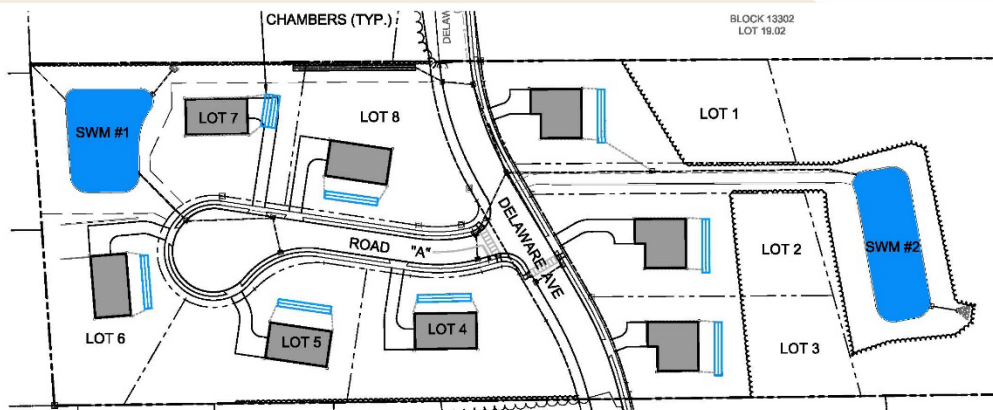 CHAMBERS (TYP.)
DELAW
BLOCK 13302
LOT 19.02
SWM #1
LOT 7
LOT 8
LOT 1
ROAD "A"
DELAWARE AVE
LOT 2
SWM #2
LOT 6
LOT 5
LOT 4
LOT 3